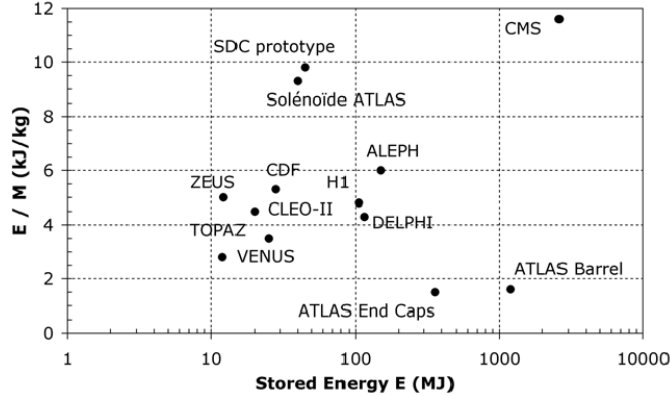 12
10
8
6
4
2
0
E / M (kJ/kg)
CMS
SDC prototype
Solénoïde ATLAS
ALEPH
ZEUS
CDF
H1
CLEO-II
DELPHI
TOPAZ
VENUS
ATLAS Barrel
ATLAS End Caps
1
10
100
1000
10000
Stored Energy E (MJ)